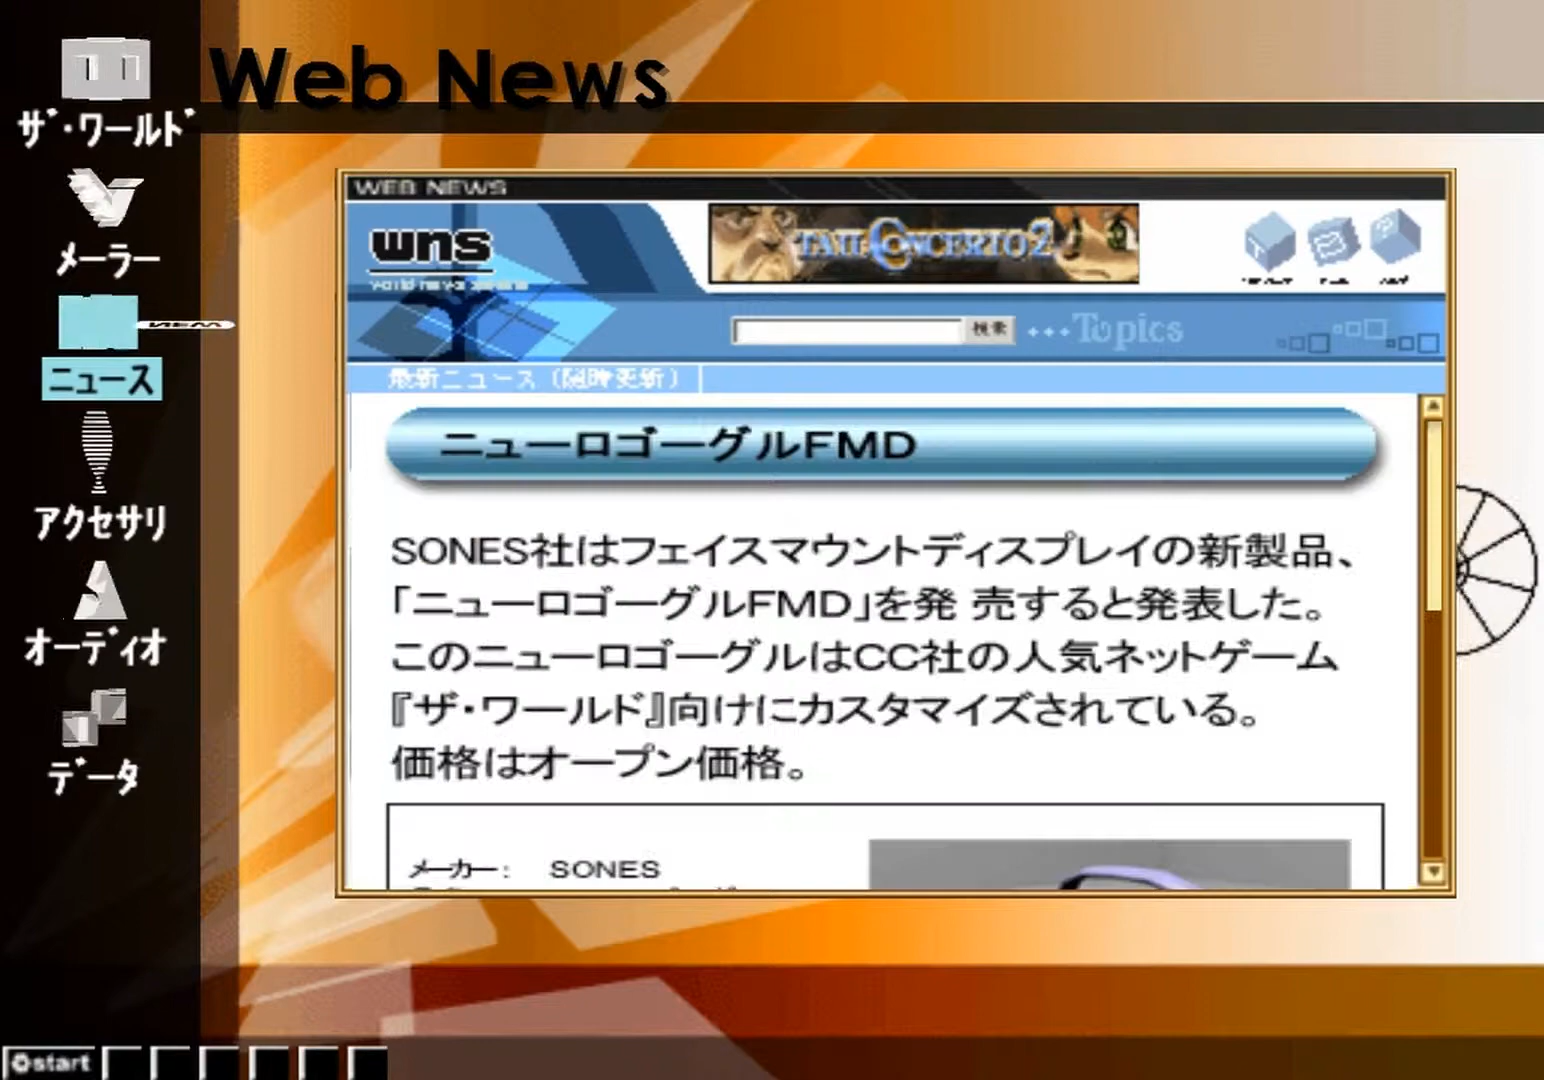 Web News
ザ・ワールド
メーラー
NEW
ニュース
アクセサリ
オーディオ
データ
WEB NEWS
wns
TAIL CONCERTO 2
検索
Topics
最新ニュース（随時更新）
ニューロゴーグルFMD
SONES社はフェイスマウントディスプレイの新製品、
「ニューロゴーグルFMD」を発 売すると発表した。
このニューロゴーグルはCC社の人気ネットゲーム
『ザ・ワールド』向けにカスタマイズされている。
価格はオープン価格。
メーカー： SONES
start